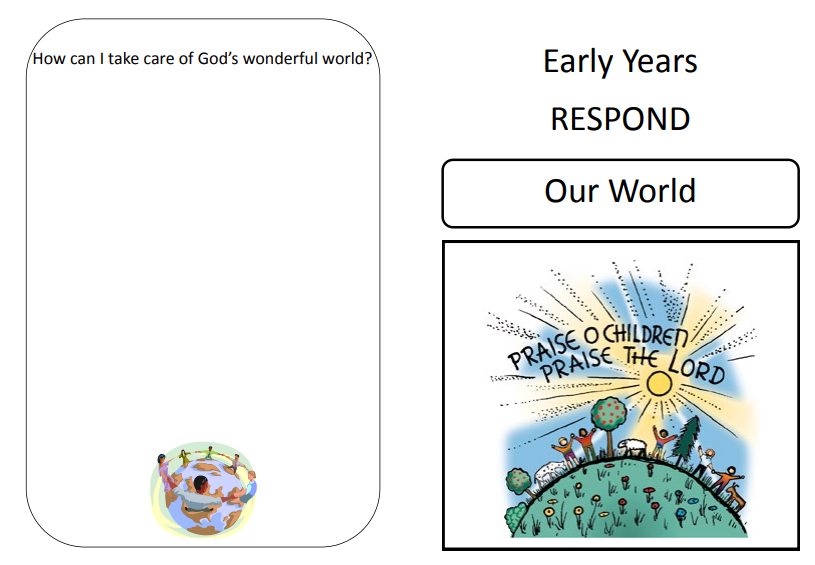 How can I take care of God's wonderful world?
Early Years
RESPOND
Our World
PRAISE O CHILDREN
PRAISE THE LORD